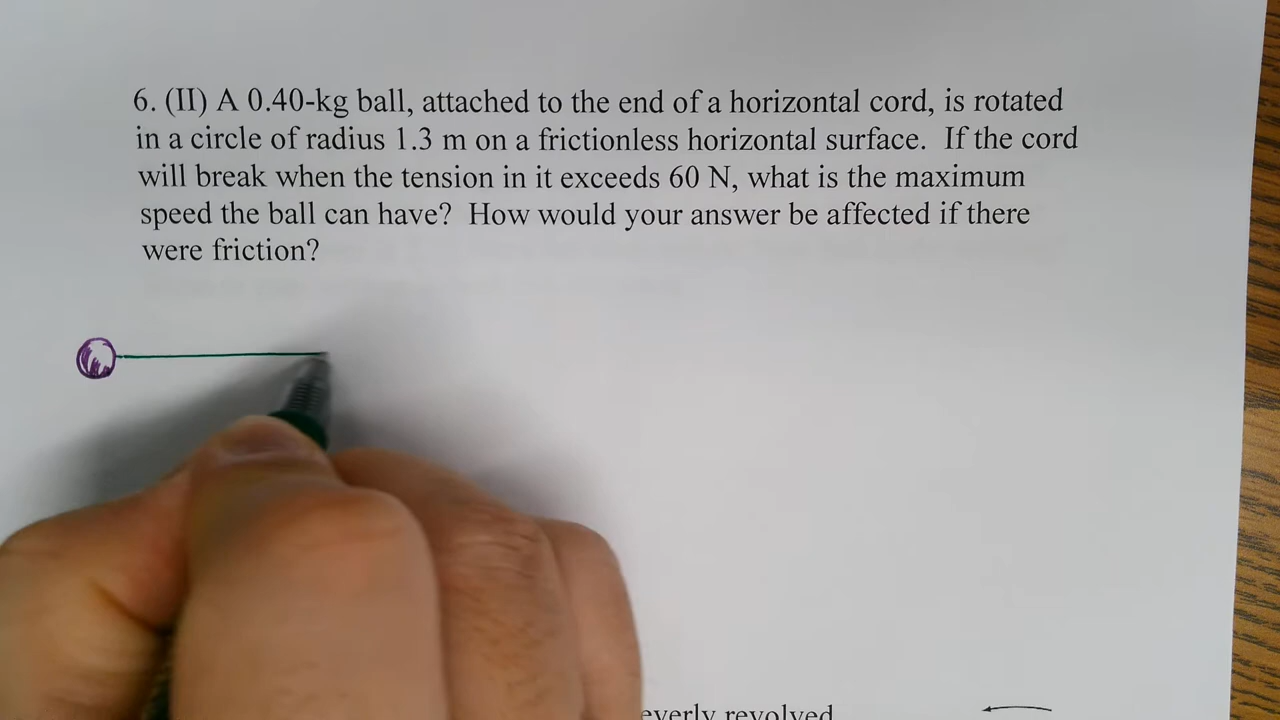 6. (II) A 0.40-kg ball, attached to the end of a horizontal cord, is rotated
in a circle of radius 1.3 m on a frictionless horizontal surface.  If the cord
will break when the tension in it exceeds 60 N, what is the maximum
speed the ball can have?  How would your answer be affected if there
were friction?
everly revolved